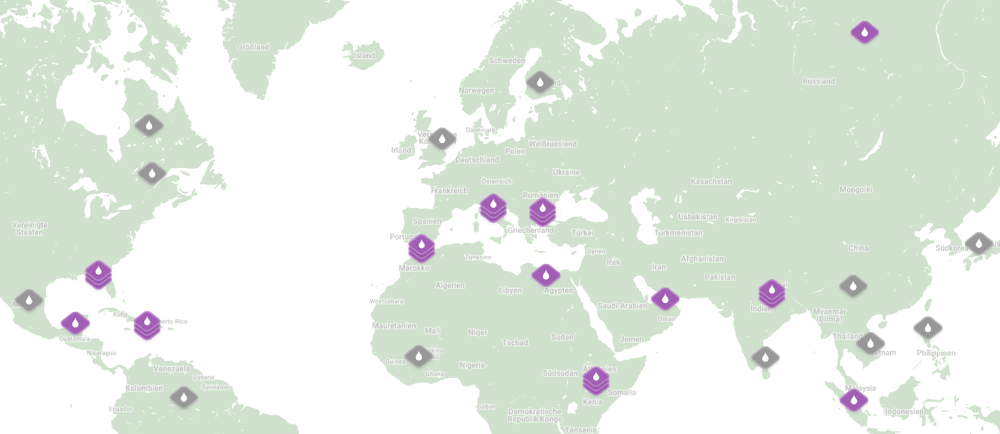 Grönland
Island
Schweden
Norwegen
Russland
Dänemark
Irland
Weißrussland
Polen
Deutschland
Ukraine
Österreich
Kasachstan
Frankreich
Mongolei
Rumänien
Usbekistan
Kirgisistan
Spanien
Vereinigte
Staaten
Griechenland
Türkei
Turkmenistan
China
Südkorea
Tunesien
Syrien
Afghanistan
Irak
Iran
Marokko
Pakistan
Algerien
Libyen
Ägypten
Westsahara
Saudi-Arabien
Indien
Myanmar
(Birma)
Kuba
Oman
Mauretanien
Mali
Niger
Sudan
Tschad
Jemen
Thailand
Guatemala
Nicaragua
Philippinen
Guinea
Nigeria
Ghana
Südsudan
Venezuela
Guyana
Kolumbien
Suriname
Malaysia
Somalia
Kenia
Ecuador
Gabun
Demokratische
Republik Kongo
Indonesien
Tansania